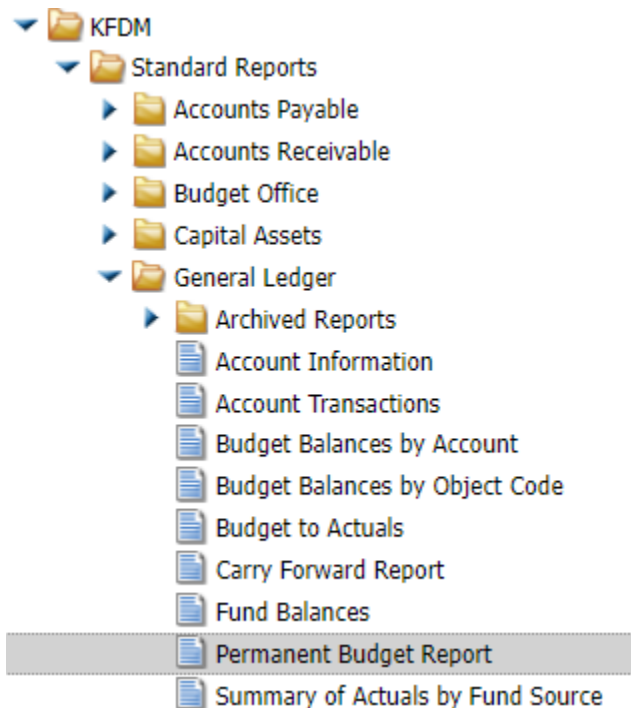 KFDM
Standard Reports
Accounts Payable
Accounts Receivable
Budget Office
Capital Assets
General Ledger
Archived Reports
Account Information
Account Transactions
Budget Balances by Account
Budget Balances by Object Code
Budget to Actuals
Carry Forward Report
Fund Balances
Permanent Budget Report
Summary of Actuals by Fund Source